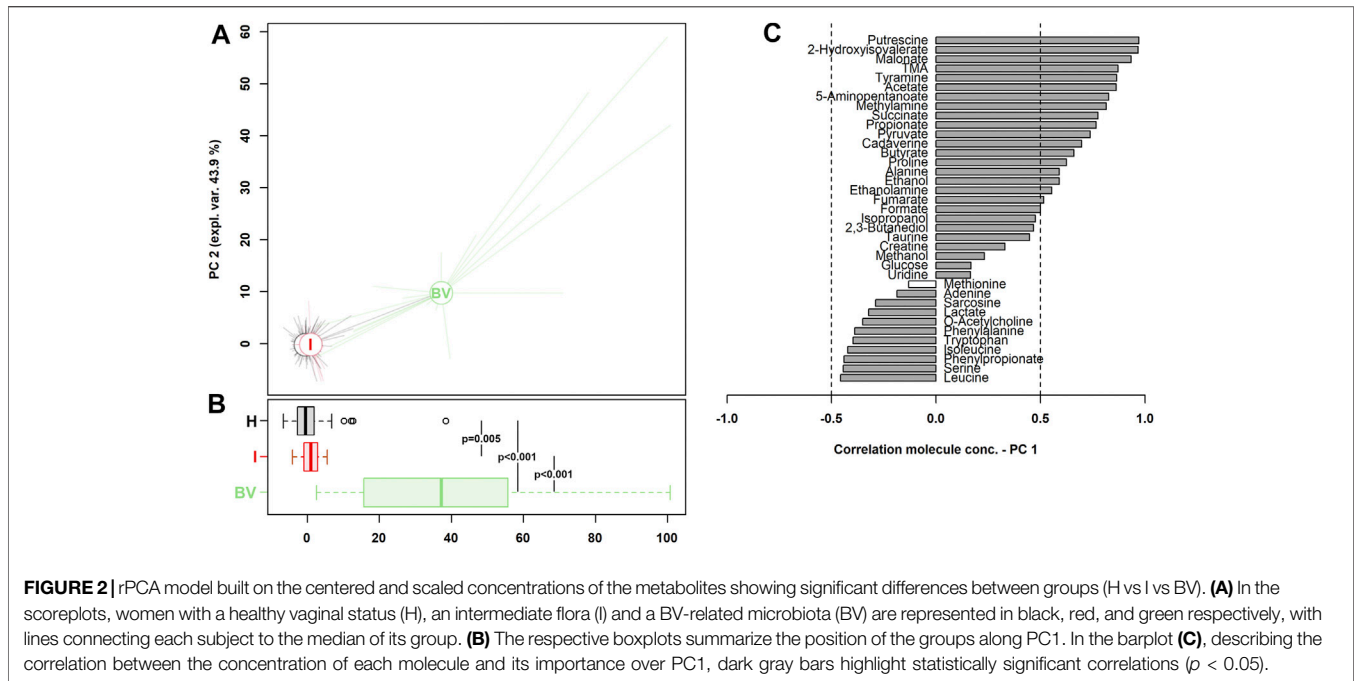 A
60
50
40
30
20
10
0
PC 2 (expl. var. 43.9 %)
BV
I
B
H
I
BV
p=0.005
p<0.001
p<0.001
0 20 40 60 80 100
C
Putrescine
2-Hydroxyisovalerate
Malonate
TMA
Tyramine
Acetate
5-Aminopentanoate
Methylamine
Succinate
Propionate
Pyruvate
Cadaverine
Butyrate
Proline
Alanine
Ethanol
Ethanolamine
Fumarate
Formate
Isopropanol
2,3-Butanediol
Taurine
Creatine
Methanol
Glucose
Uridine
Methionine
Adenine
Sarcosine
Lactate
O-Acetylcholine
Phenylalanine
Tryptophan
Isoleucine
Phenylpropionate
Serine
Leucine
-1.0 -0.5 0.0 0.5 1.0
Correlation molecule conc. - PC 1
FIGURE 2 | rPCA model built on the centered and scaled concentrations of the metabolites showing significant differences between groups (H vs I vs BV). (A) In the
scoreplots, women with a healthy vaginal status (H), an intermediate flora (I) and a BV-related microbiota (BV) are represented in black, red, and green respectively, with
lines connecting each subject to the median of its group. (B) The respective boxplots summarize the position of the groups along PC1. In the barplot (C), describing the
correlation between the concentration of each molecule and its importance over PC1, dark gray bars highlight statistically significant correlations (p < 0.05).